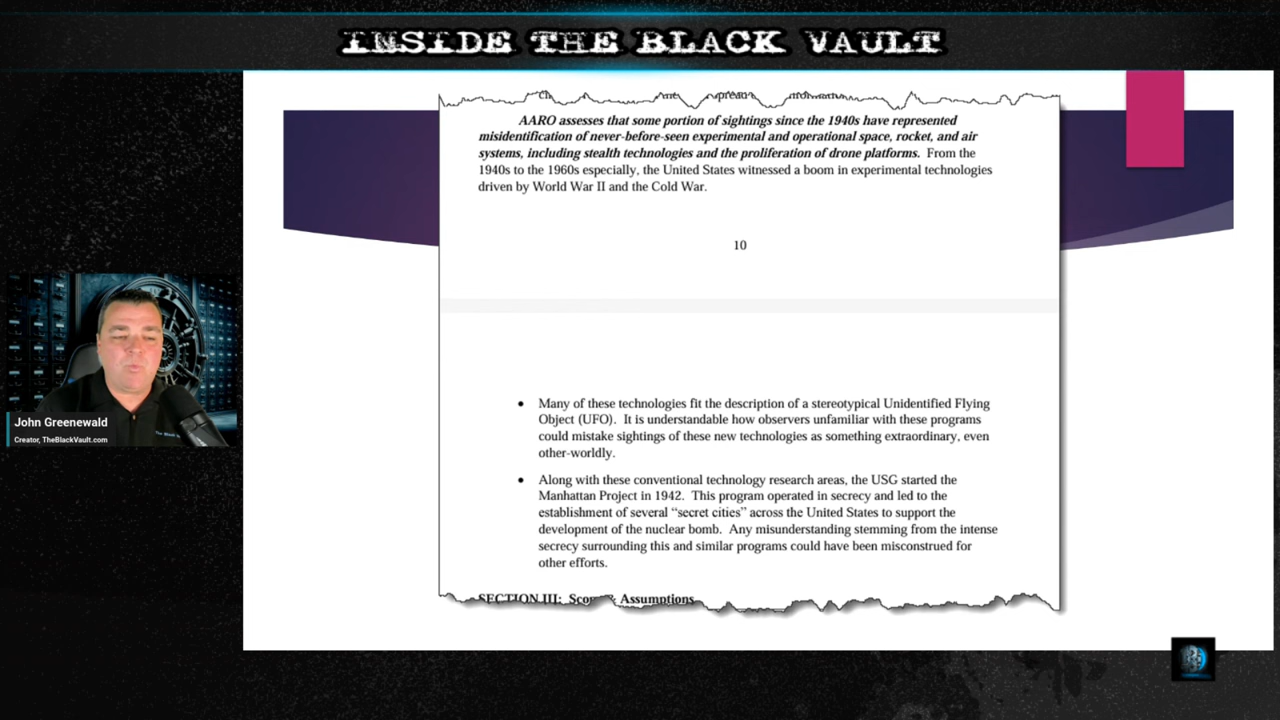 INSIDE THE BLACK VAULT
AARO assesses that some portion of sightings since the 1940s have represented
misidentification of never-before-seen experimental and operational space, rocket, and air
systems, including stealth technologies and the proliferation of drone platforms. From the
1940s to the 1960s especially, the United States witnessed a boom in experimental technologies
driven by World War II and the Cold War.
10
• Many of these technologies fit the description of a stereotypical Unidentified Flying
Object (UFO). It is understandable how observers unfamiliar with these programs
could mistake sightings of these new technologies as something extraordinary, even
other-worldly.
• Along with these conventional technology research areas, the USG started the
Manhattan Project in 1942. This program operated in secrecy and led to the
establishment of several “secret cities” across the United States to support the
development of the nuclear bomb. Any misunderstanding stemming from the intense
secrecy surrounding this and similar programs could have been misconstrued for
other efforts.
SECTION III: Assumptions
John Greenewald
Creator, TheBlackVault.com